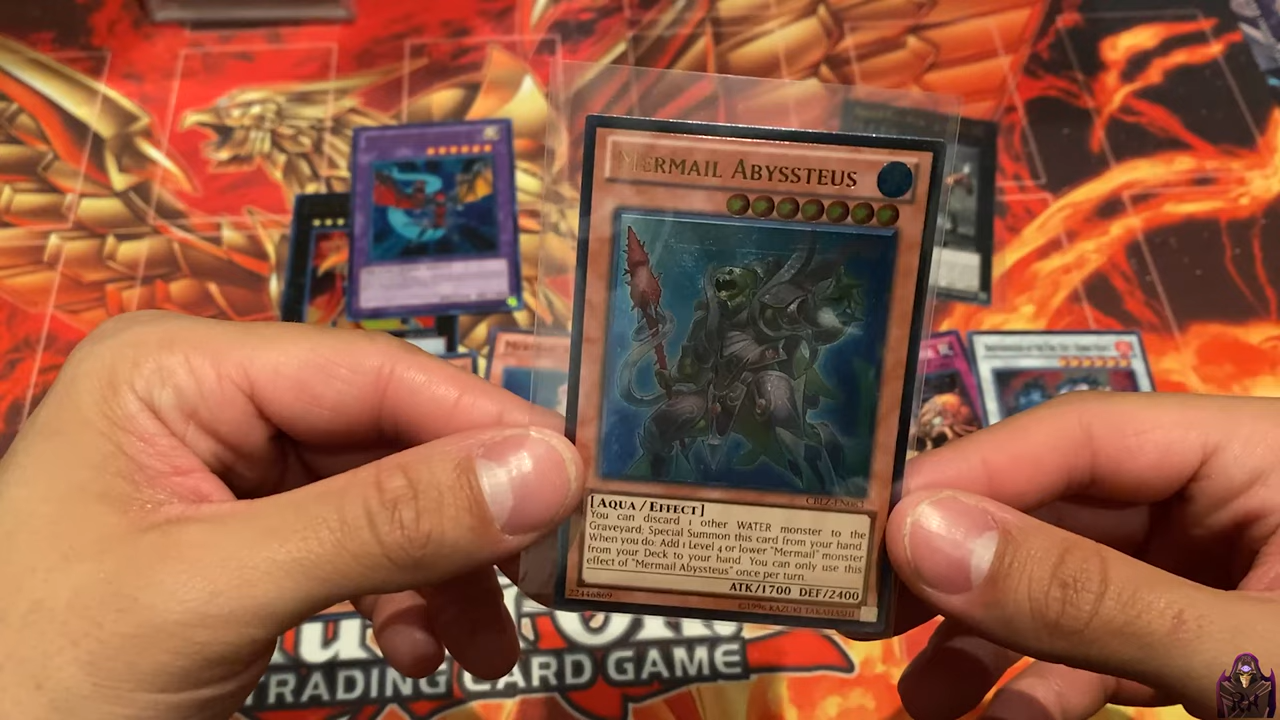 MERMAIL ABYSSTEUS
CBLZ-EN083
[AQUA / EFFECT]
You can discard 1 other WATER monster to the
Graveyard; Special Summon this card from your hand.
When you do: Add 1 Level 4 or lower "Mermail" monster
from your Deck to your hand. You can only use this
effect of "Mermail Abyssteus" once per turn.
ATK/1700 DEF/2400
22446869
©1996 KAZUKI TAKAHASHI
TRADING CARD GAME